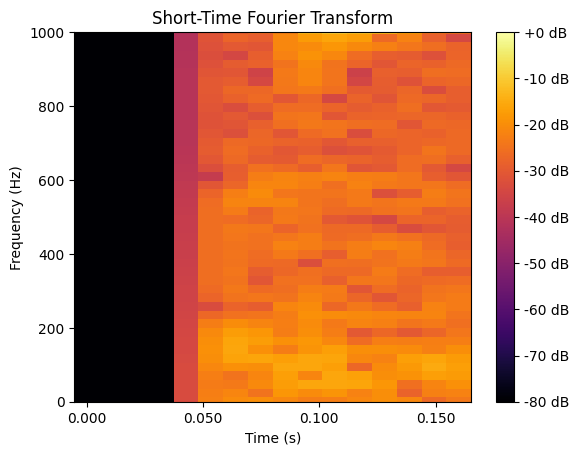 Short-Time Fourier Transform
1000
800
600
400
200
0
Frequency (Hz)
0.000
0.050
0.100
0.150
Time (s)
+0 dB
-10 dB
-20 dB
-30 dB
-40 dB
-50 dB
-60 dB
-70 dB
-80 dB